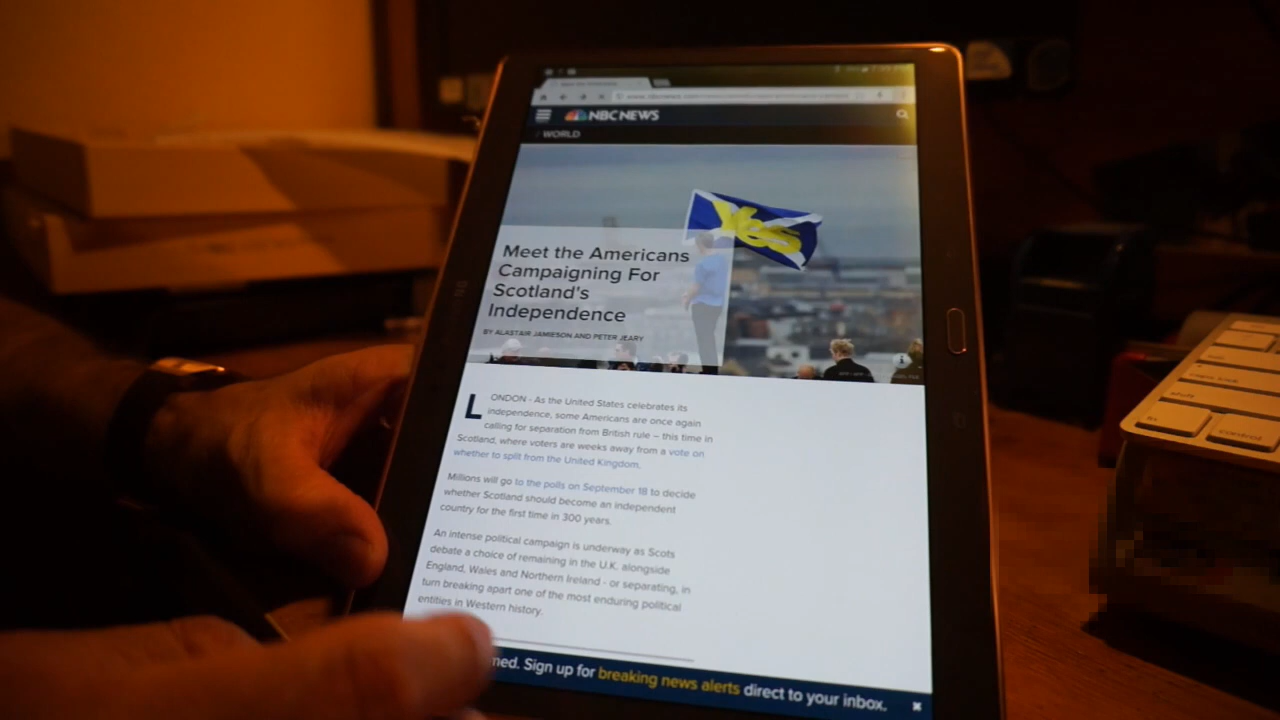 NBC NEWS
/ WORLD
Yes
Meet the Americans
Campaigning For
Scotland's
Independence
BY ALASTAIR JAMIESON AND PETER JEARY
LONDON - As the United States celebrates its
independence, some Americans are once again
calling for separation from British rule – this time in
Scotland, where voters are weeks away from a vote on
whether to split from the United Kingdom.
Millions will go to the polls on September 18 to decide
whether Scotland should become an independent
country for the first time in 300 years.
An intense political campaign is underway as Scots
debate a choice of remaining in the U.K. alongside
England, Wales and Northern Ireland - or separating, in
turn breaking apart one of the most enduring political
entities in Western history.
med. Sign up for breaking news alerts direct to your inbox.
shift
fn
control